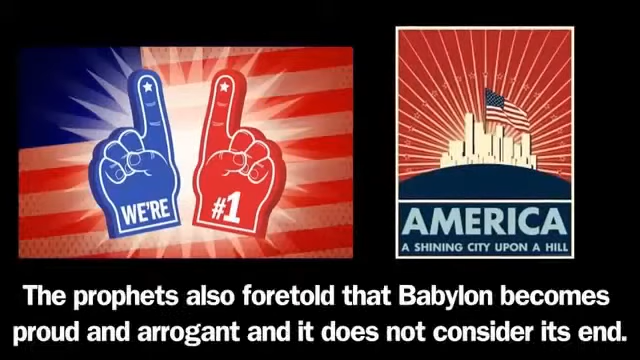 WE'RE
#1
AMERICA
A SHINING CITY UPON A HILL
The prophets also foretold that Babylon becomes
proud and arrogant and it does not consider its end.